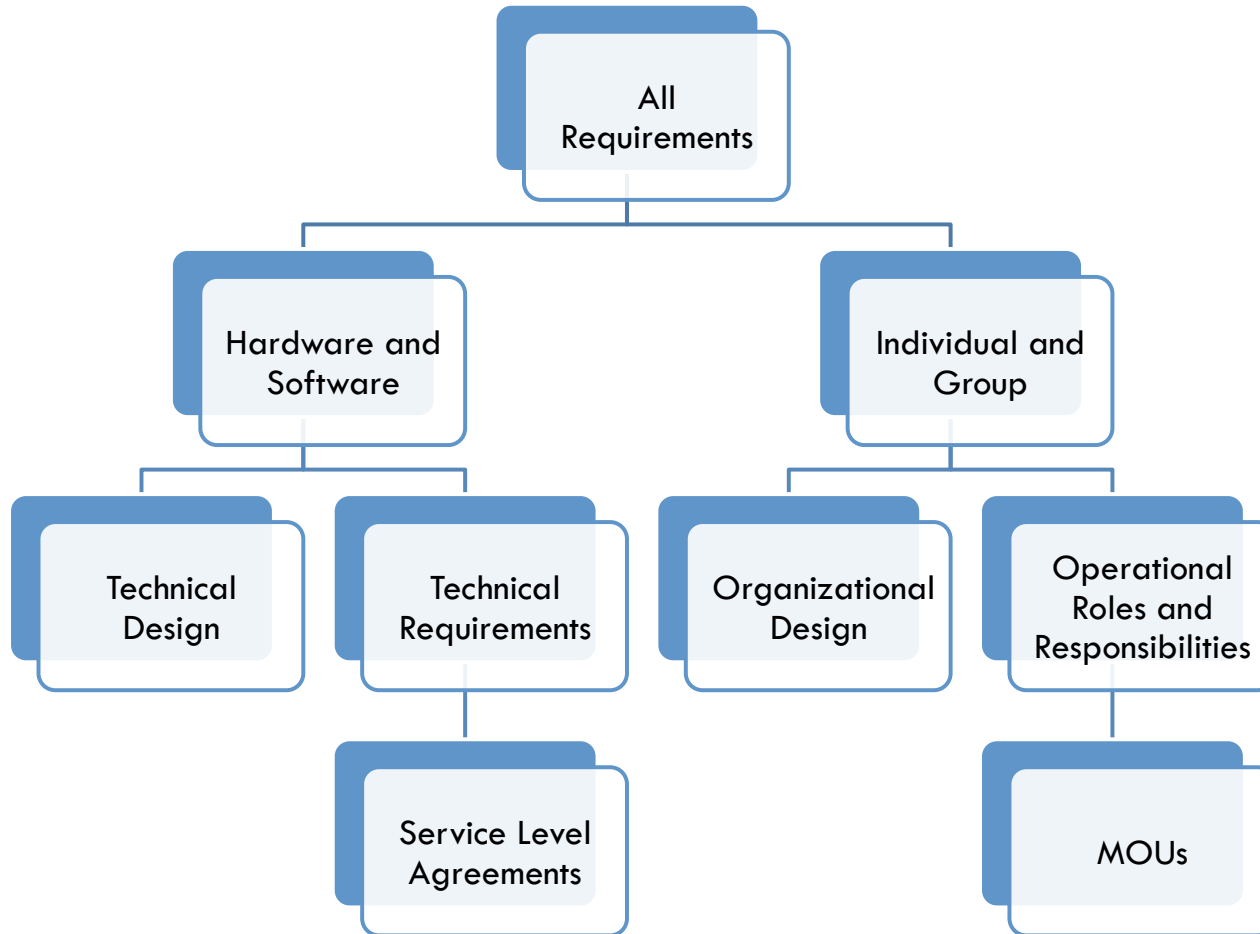 All
Requirements
Hardware and
Software
Individual and
Group
Technical
Design
Technical
Requirements
Organizational
Design
Operational
Roles and
Responsibilities
Service Level
Agreements
MOUs